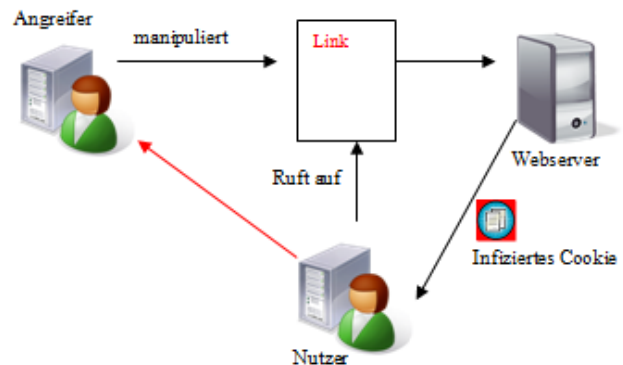 Angreifer
manipuliert
Link
Webserver
Ruft auf
Infiziertes Cookie
Nutzer